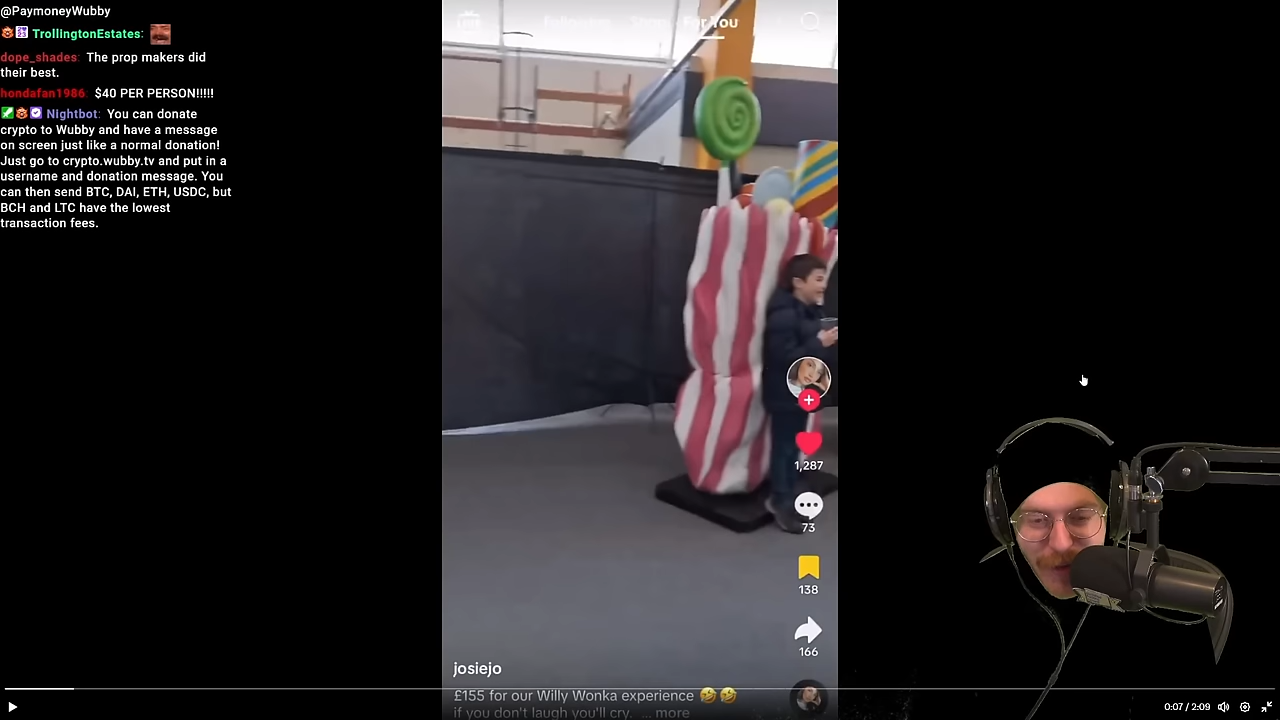 @PaymoneyWubby
TrollingtonEstates:
dope_shades: The prop makers did
their best.
hondafan1986: $40 PER PERSON!!!!!
Nightbot: You can donate
crypto to Wubby and have a message
on screen just like a normal donation!
Just go to crypto.wubby.tv and put in a
username and donation message. You
can then send BTC, DAI, ETH, USDC, but
BCH and LTC have the lowest
transaction fees.
For You
1,287
73
138
166
josiejo
£155 for our Willy Wonka experience 🤣🤣
if you don't laugh you'll cry. ... more
0:07 / 2:09